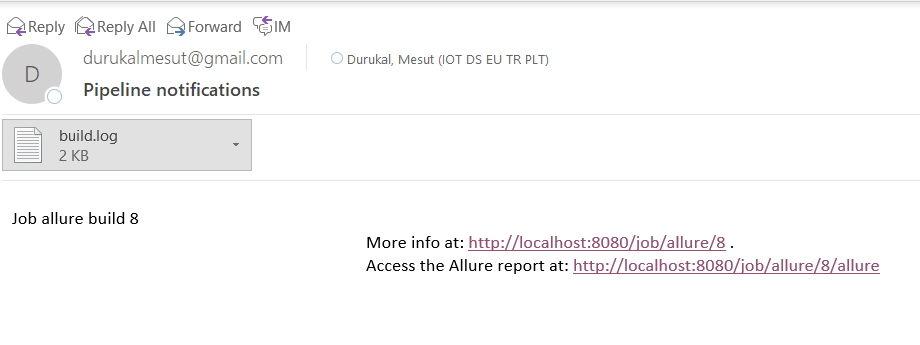 Reply Reply All Forward IM
D
durukalmesut@gmail.com Durukal, Mesut (IOT DS EU TR PLT)
Pipeline notifications
build.log
2 KB
Job allure build 8
More info at: http://localhost:8080/job/allure/8 .
Access the Allure report at: http://localhost:8080/job/allure/8/allure